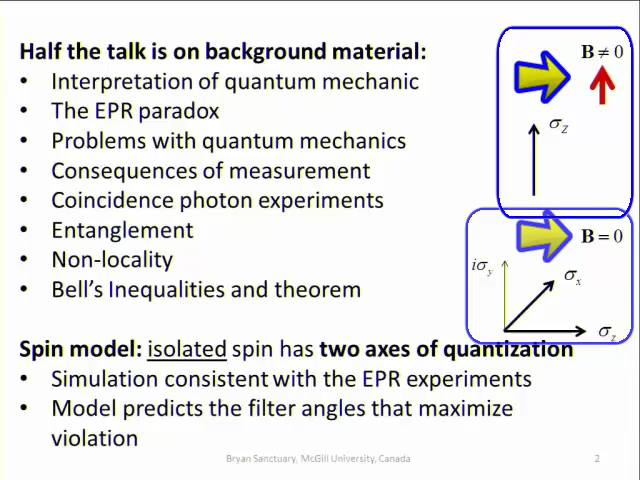 Half the talk is on background material:
• Interpretation of quantum mechanic
• The EPR paradox
• Problems with quantum mechanics
• Consequences of measurement
• Coincidence photon experiments
• Entanglement
• Non-locality
• Bell's Inequalities and theorem
Spin model: isolated spin has two axes of quantization
• Simulation consistent with the EPR experiments
• Model predicts the filter angles that maximize
violation
B ≠ 0
σZ
B = 0
iσy
σx
σz
Bryan Sanctuary, McGill University, Canada
2